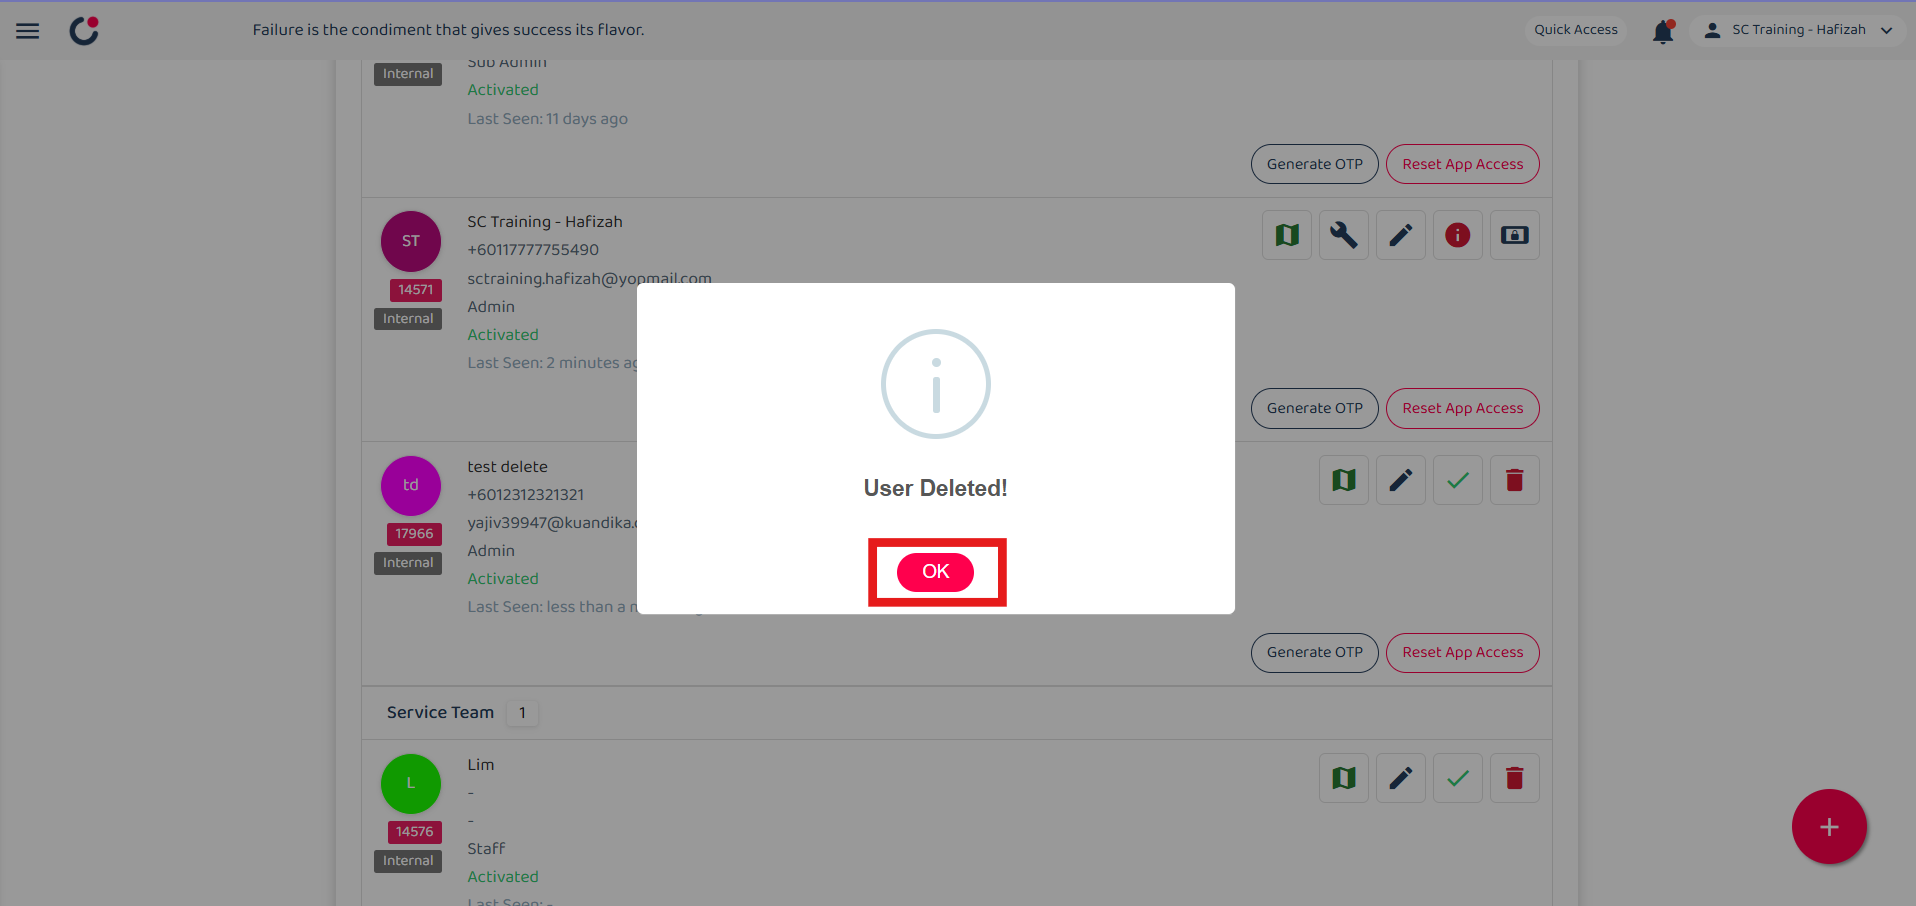 Failure is the condiment that gives success its flavor.
Quick Access
SC Training - Hafizah
Internal
Sub Admin
Activated
Last Seen: 11 days ago
Generate OTP
Reset App Access
ST
14571
Internal
SC Training - Hafizah
+60117777755490
sctraining.hafizah@yopmail.com
Admin
Activated
Last Seen: 2 minutes ag
Generate OTP
Reset App Access
User Deleted!
OK
td
17966
Internal
test delete
+6012312321321
yajiv39947@kuandika.
Admin
Activated
Last Seen: less than a
Generate OTP
Reset App Access
Service Team 1
L
14576
Internal
Lim
-
-
Staff
Activated
Last Seen: -